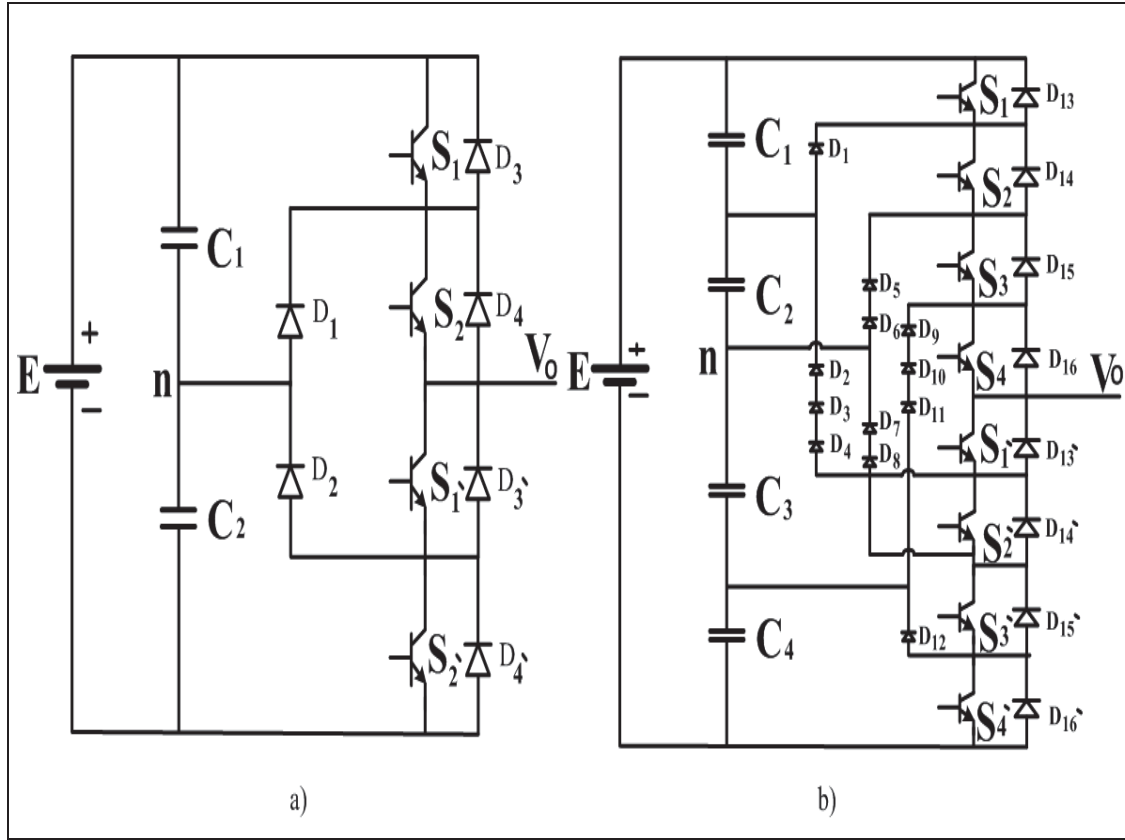 +
E
−
C1
C2
n
D1
D2
S1
D3
S2
D4
V0
S1`
D3`
S2`
D4`
a)
+
E
−
C1
C2
n
C3
C4
D1
D2
D3
D4
D5
D6
D7
D8
D9
D10
D11
D12
S1
D13
S2
D14
S3
D15
S4
D16
V0
S1`
D13`
S2`
D14`
S3`
D15`
S4`
D16`
b)